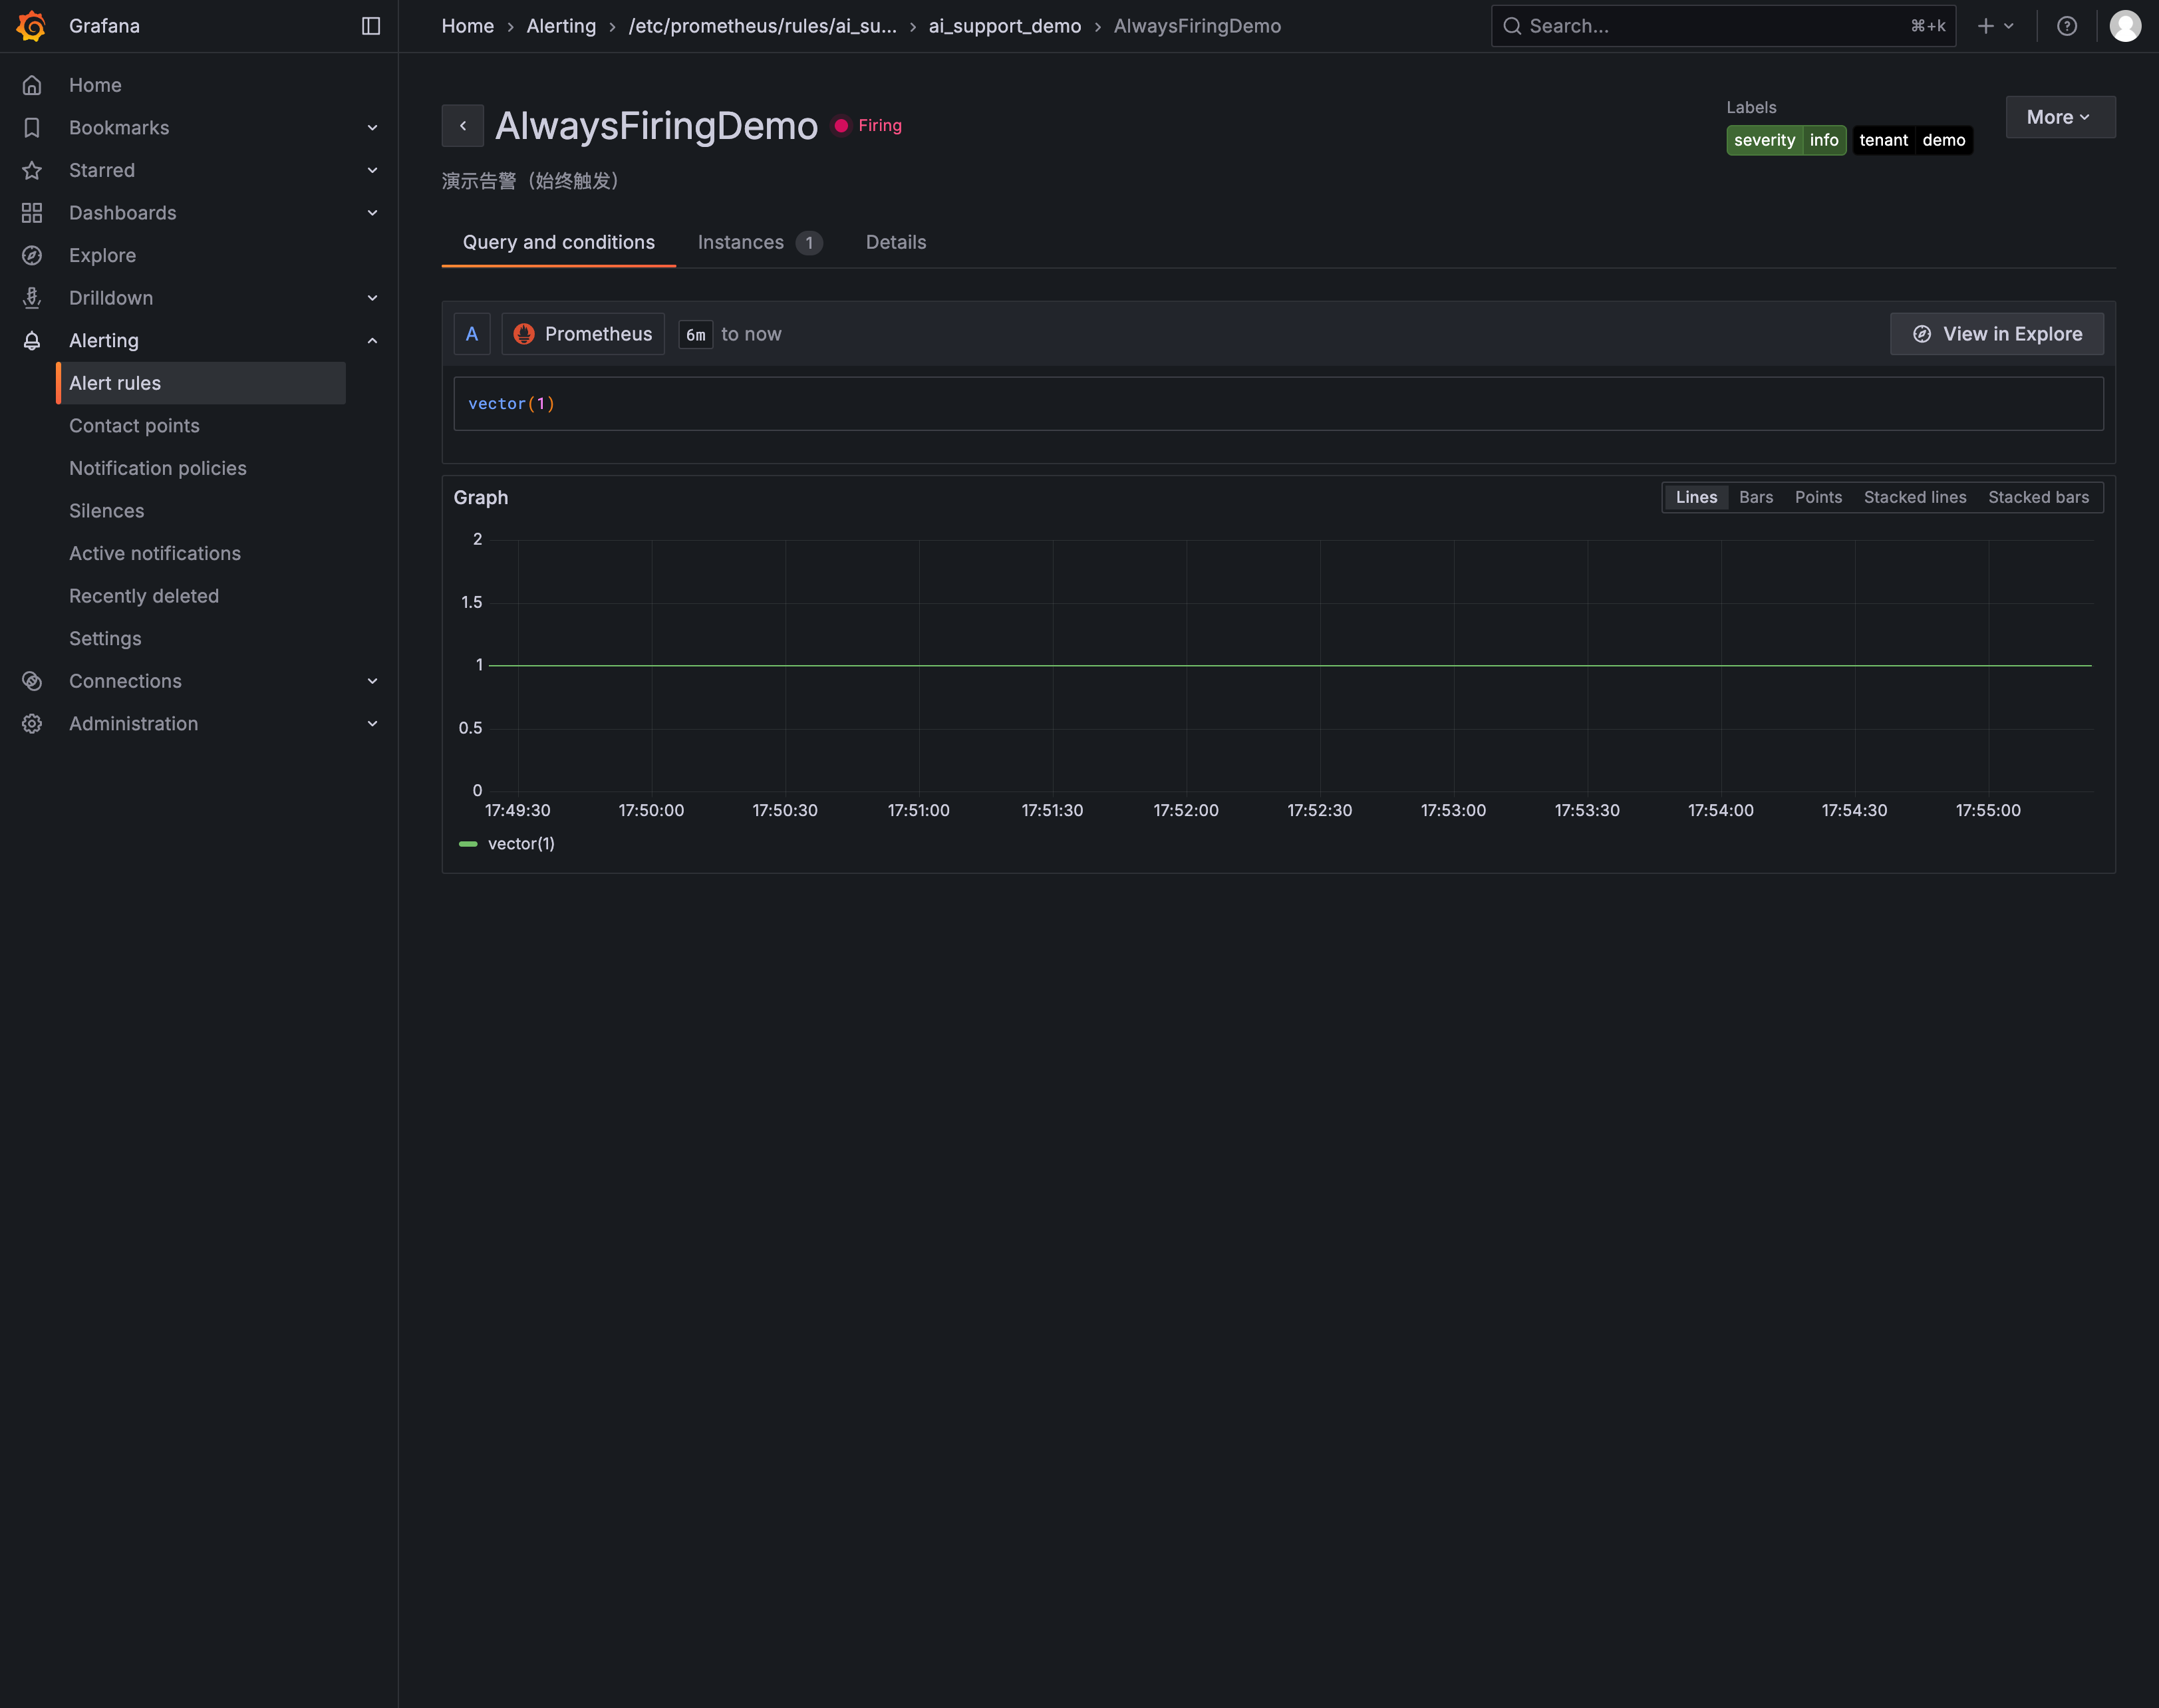 Grafana
Home › Alerting › /etc/prometheus/rules/ai_su... › ai_support_demo › AlwaysFiringDemo
Search...
⌘+k
Home
Bookmarks
Starred
Dashboards
Explore
Drilldown
Alerting
Alert rules
Contact points
Notification policies
Silences
Active notifications
Recently deleted
Settings
Connections
Administration
AlwaysFiringDemo
Firing
Labels
severity info
tenant demo
More
演示告警（始终触发）
Query and conditions
Instances 1
Details
A
Prometheus
6m to now
View in Explore
vector(1)
Graph
Lines
Bars
Points
Stacked lines
Stacked bars
2
1.5
1
0.5
0
17:49:30
17:50:00
17:50:30
17:51:00
17:51:30
17:52:00
17:52:30
17:53:00
17:53:30
17:54:00
17:54:30
17:55:00
vector(1)